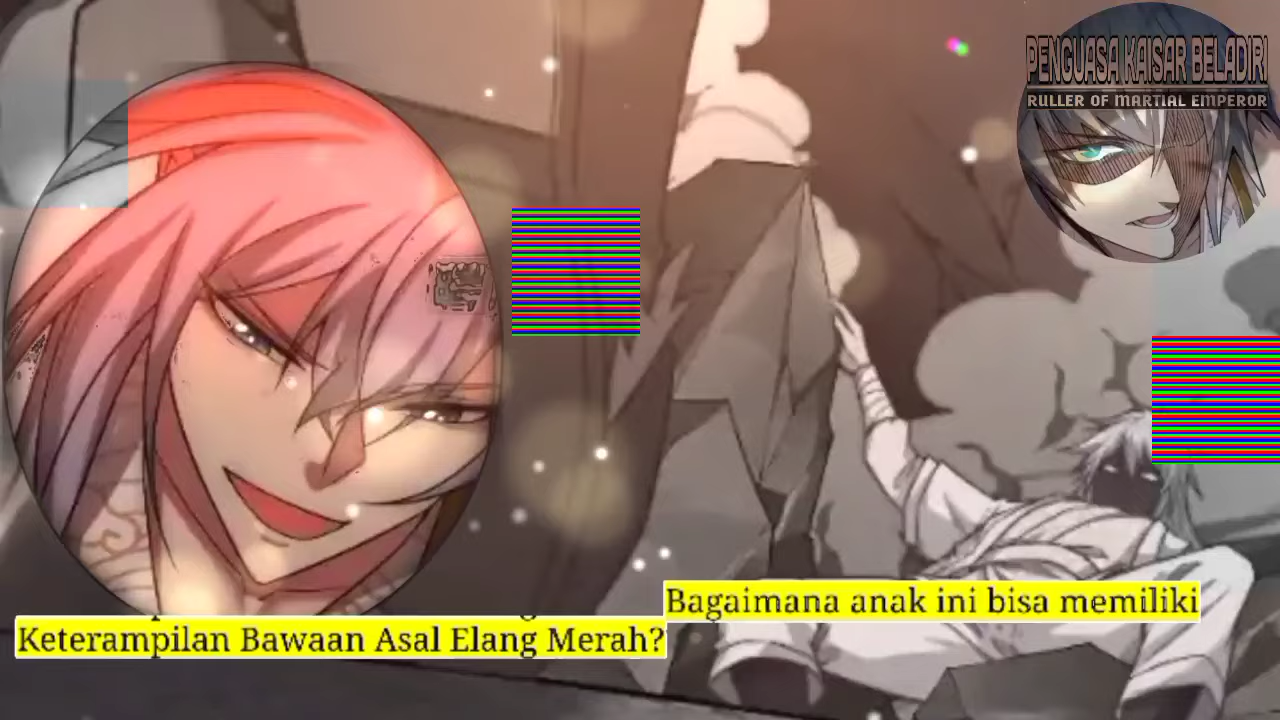 PENGUASA KAISAR BELADIRI
RULLER OF MARTIAL EMPEROR
Bagaimana anak ini bisa memiliki
Keterampilan Bawaan Asal Elang Merah?